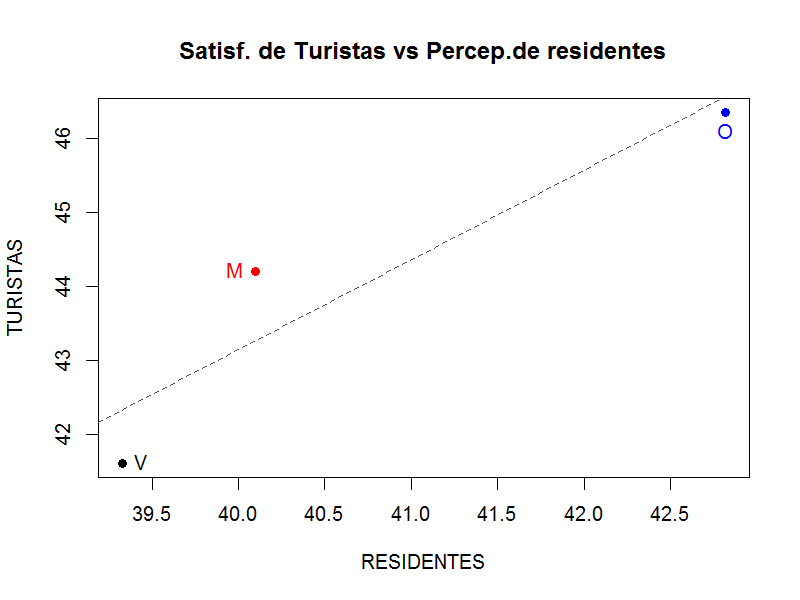 Satisf. de Turistas vs Percep.de residentes
TURISTAS
46
45
44
43
42
O
M
V
39.5 40.0 40.5 41.0 41.5 42.0 42.5
RESIDENTES